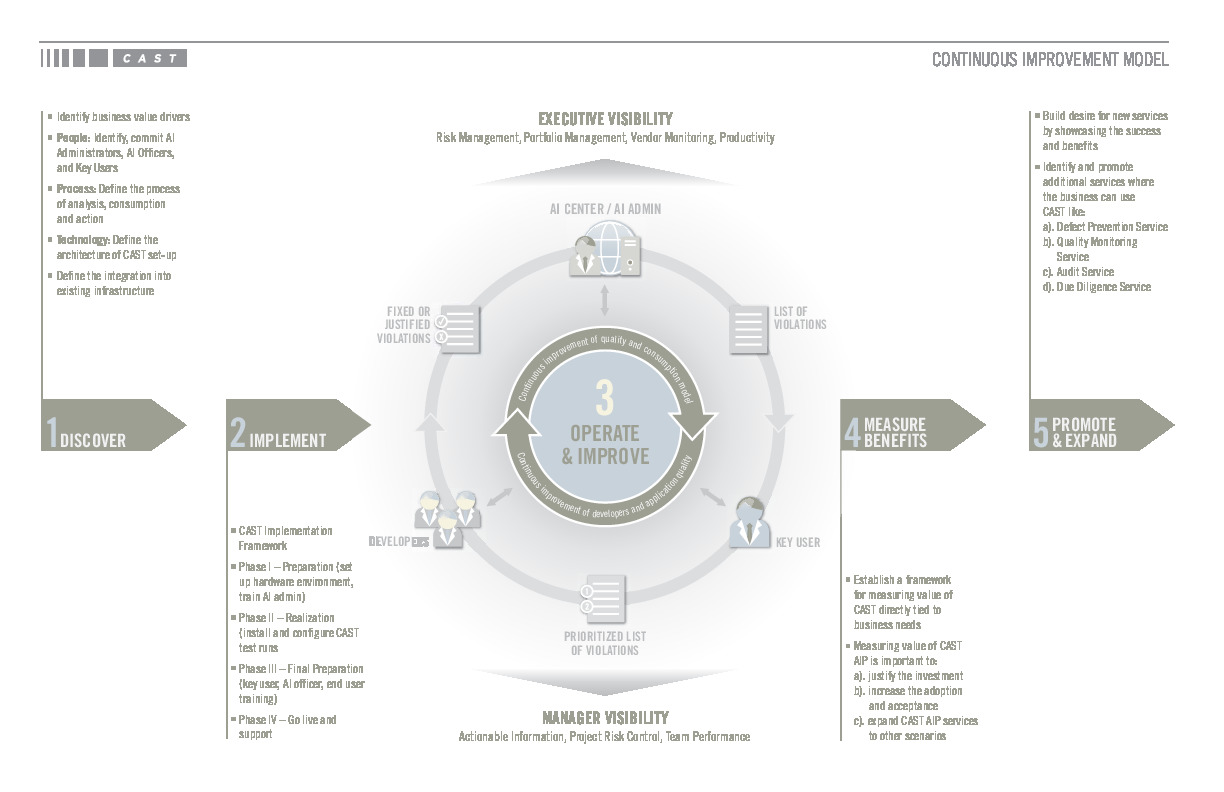 CAST
CONTINUOUS IMPROVEMENT MODEL
Identify business value drivers
People: Identify, commit AI
Administrators, AI Officers,
and Key Users
Process: Define the process
of analysis, consumption
and action
Technology: Define the
architecture of CAST set-up
Define the integration into
existing infrastructure
1 DISCOVER
2 IMPLEMENT
CAST Implementation
Framework
Phase I – Preparation (set
up hardware environment,
train AI admin)
Phase II – Realization
(install and configure CAST
test runs
Phase III – Final Preparation
(key user, AI officer, end user
training)
Phase IV – Go live and
support
EXECUTIVE VISIBILITY
Risk Management, Portfolio Management, Vendor Monitoring, Productivity
AI CENTER / AI ADMIN
FIXED OR
JUSTIFIED
VIOLATIONS
LIST OF
VIOLATIONS
Continuous improvement of quality and consumption model
3
OPERATE
& IMPROVE
Continuous improvement of developers and application quality
DEVELOPERS
KEY USER
1
2
PRIORITIZED LIST
OF VIOLATIONS
MANAGER VISIBILITY
Actionable Information, Project Risk Control, Team Performance
4 MEASURE
BENEFITS
Establish a framework
for measuring value of
CAST directly tied to
business needs
Measuring value of CAST
AIP is important to:
a). justify the investment
b). increase the adoption
and acceptance
c). expand CAST AIP services
to other scenarios
Build desire for new services
by showcasing the success
and benefits
Identify and promote
additional services where
the business can use
CAST like:
a). Defect Prevention Service
b). Quality Monitoring
Service
c). Audit Service
d). Due Diligence Service
5 PROMOTE
& EXPAND